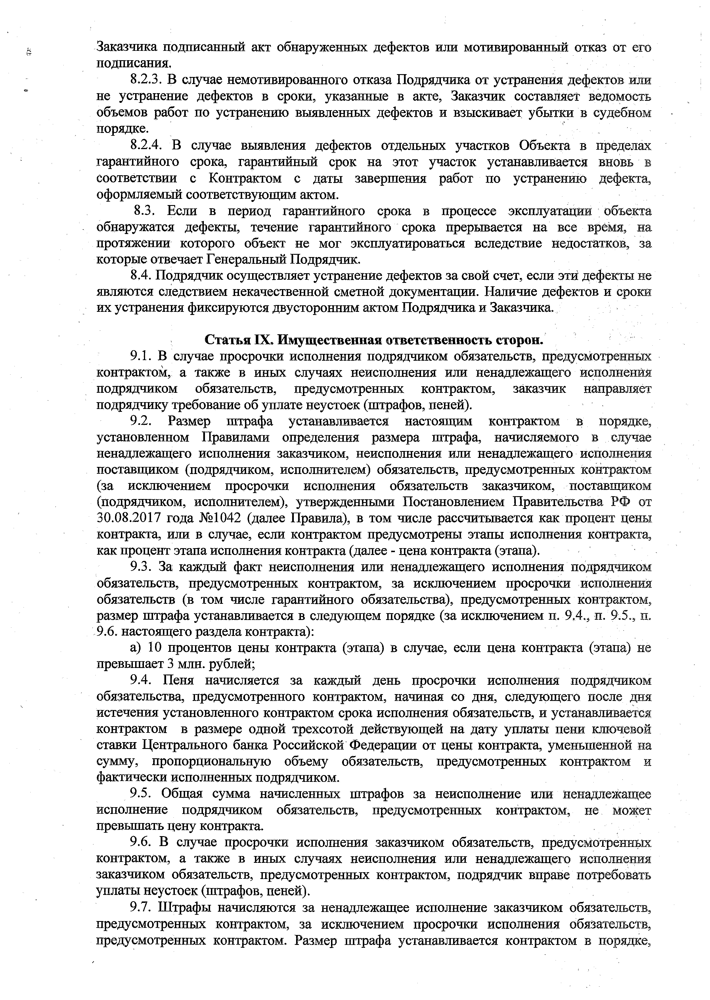 Заказчика подписанный акт обнаруженных дефектов или мотивированный отказ от его
подписания.
8.2.3. В случае немотивированного отказа Подрядчика от устранения дефектов или
не устранение дефектов в сроки, указанные в акте, Заказчик составляет ведомость
объемов работ по устранению выявленных дефектов и взыскивает убытки в судебном
порядке.
8.2.4. В случае выявления дефектов отдельных участков Объекта в пределах
гарантийного срока, гарантийный срок на этот участок устанавливается вновь в
соответствии с Контрактом с даты завершения работ по устранению дефекта,
оформляемый соответствующим актом.
8.3. Если в период гарантийного срока в процессе эксплуатации объекта
обнаружатся дефекты, течение гарантийного срока прерывается на все время, на
протяжении которого объект не мог эксплуатироваться вследствие недостатков, за
которые отвечает Генеральный Подрядчик.
8.4. Подрядчик осуществляет устранение дефектов за свой счет, если эти дефекты не
являются следствием некачественной сметной документации. Наличие дефектов и сроки
их устранения фиксируются двусторонним актом Подрядчика и Заказчика.
Статья IX. Имущественная ответственность сторон.
9.1. В случае просрочки исполнения подрядчиком обязательств, предусмотренных
контрактом, а также в иных случаях неисполнения или ненадлежащего исполнения
подрядчиком обязательств, предусмотренных контрактом, заказчик направляет
подрядчику требование об уплате неустоек (штрафов, пеней).
9.2. Размер штрафа устанавливается настоящим контрактом в порядке,
установленном Правилами определения размера штрафа, начисляемого в случае
ненадлежащего исполнения заказчиком, неисполнения или ненадлежащего исполнения
поставщиком (подрядчиком, исполнителем) обязательств, предусмотренных контрактом
(за исключением просрочки исполнения обязательств заказчиком, поставщиком
(подрядчиком, исполнителем), утвержденными Постановлением Правительства РФ от
30.08.2017 года №1042 (далее Правила), в том числе рассчитывается как процент цены
контракта, или в случае, если контрактом предусмотрены этапы исполнения контракта,
как процент этапа исполнения контракта (далее - цена контракта (этапа).
9.3. За каждый факт неисполнения или ненадлежащего исполнения подрядчиком
обязательств, предусмотренных контрактом, за исключением просрочки исполнения
обязательств (в том числе гарантийного обязательства), предусмотренных контрактом,
размер штрафа устанавливается в следующем порядке (за исключением п. 9.4., п. 9.5., п.
9.6. настоящего раздела контракта):
а) 10 процентов цены контракта (этапа) в случае, если цена контракта (этапа) не
превышает 3 млн. рублей;
9.4. Пеня начисляется за каждый день просрочки исполнения подрядчиком
обязательства, предусмотренного контрактом, начиная со дня, следующего после дня
истечения установленного контрактом срока исполнения обязательств, и устанавливается
контрактом в размере одной трехсотой действующей на дату уплаты пени ключевой
ставки Центрального банка Российской Федерации от цены контракта, уменьшенной на
сумму, пропорциональную объему обязательств, предусмотренных контрактом и
фактически исполненных подрядчиком.
9.5. Общая сумма начисленных штрафов за неисполнение или ненадлежащее
исполнение подрядчиком обязательств, предусмотренных контрактом, не может
превышать цену контракта.
9.6. В случае просрочки исполнения заказчиком обязательств, предусмотренных
контрактом, а также в иных случаях неисполнения или ненадлежащего исполнения
заказчиком обязательств, предусмотренных контрактом, подрядчик вправе потребовать
уплаты неустоек (штрафов, пеней).
9.7. Штрафы начисляются за ненадлежащее исполнение заказчиком обязательств,
предусмотренных контрактом, за исключением просрочки исполнения обязательств,
предусмотренных контрактом. Размер штрафа устанавливается контрактом в порядке,